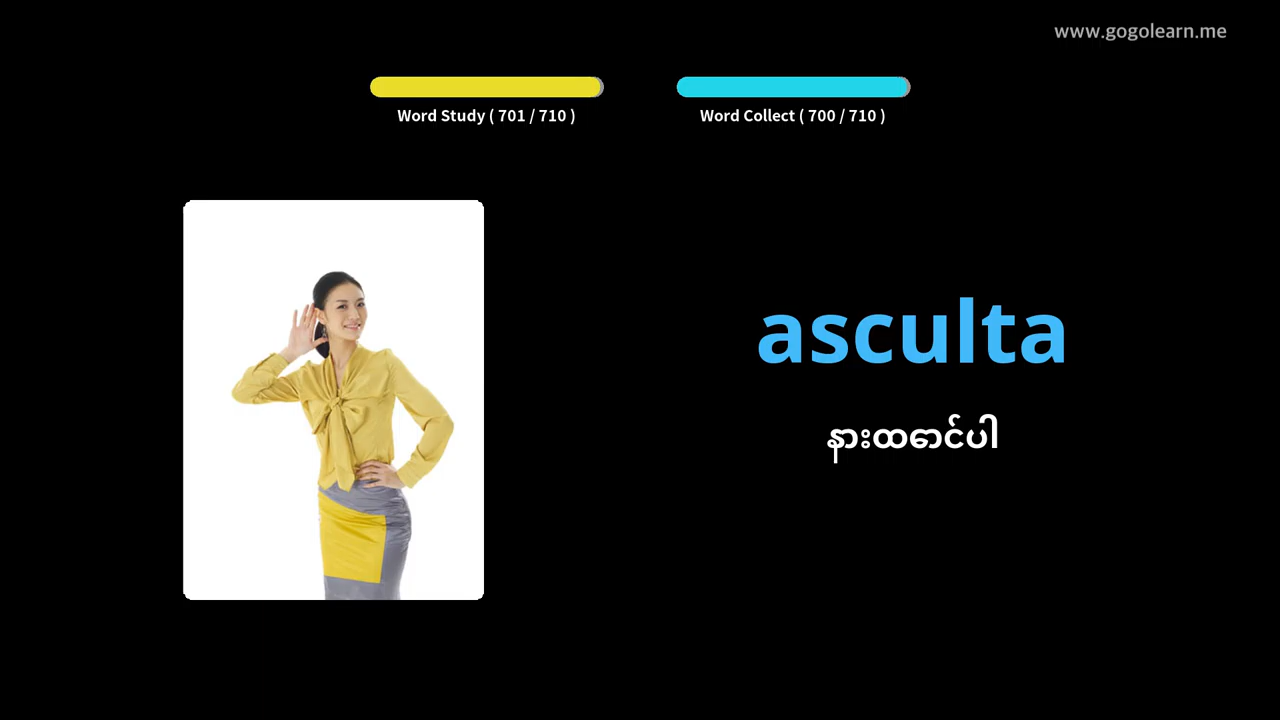 www.gogolearn.me
Word Study ( 701 / 710 )
Word Collect ( 700 / 710 )
asculta
နားထောင်ပါ